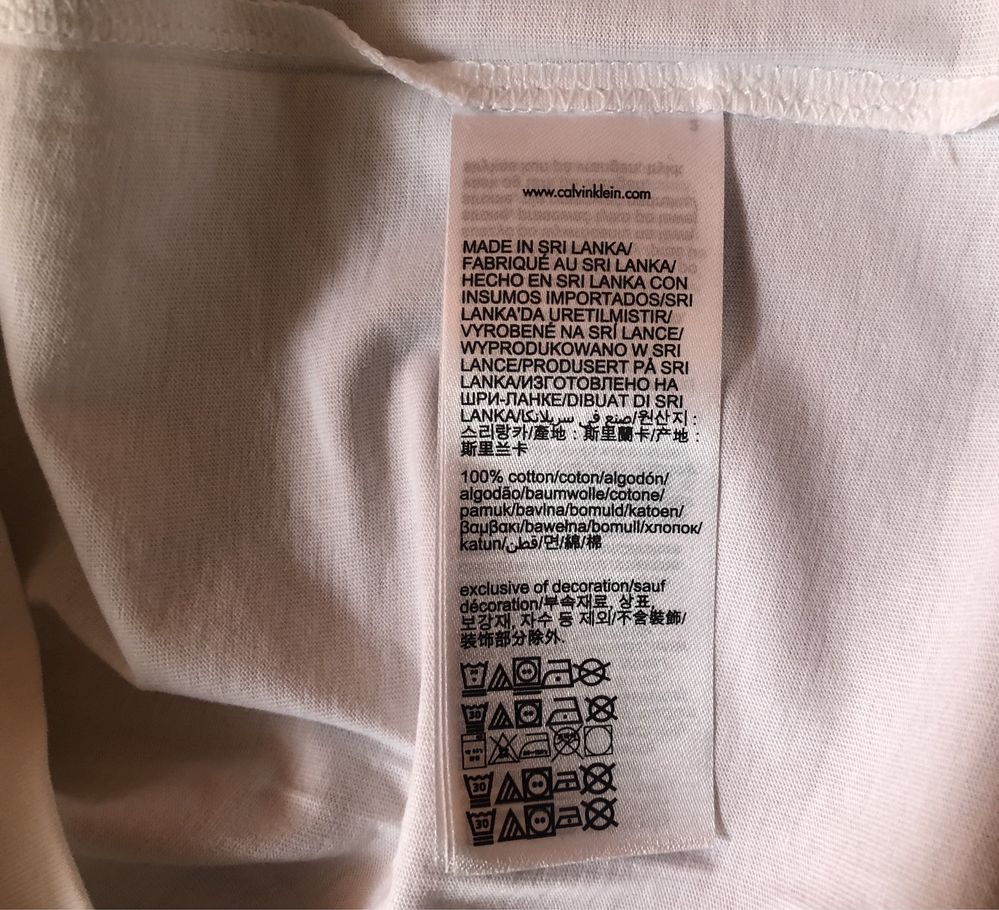 www.calvinklein.com
MADE IN SRI LANKA/
FABRIQUÉ AU SRI LANKA/
HECHO EN SRI LANKA CON
INSUMOS IMPORTADOS/SRI
LANKA'DA URETILMISTIR/
VYROBENÉ NA SRÍ LANCE/
WYPRODUKOWANO W SRI
LANCE/PRODUSERT PÅ SRI
LANKA/ИЗГОТОВЛЕНО НА
ШРИ-ЛАНКЕ/DIBUAT DI SRI
LANKA/صنع في سريلانكا/원산지 :
스리랑카/產地 : 斯里蘭卡/产地 :
斯里兰卡
100% cotton/coton/algodón/
algodão/baumwolle/cotone/
pamuk/bavlna/bomuld/katoen/
βαμβακι/bawełna/bomull/хлопок/
katun/قطن/면/綿/棉
exclusive of decoration/sauf
décoration/부속재료, 상표,
보강재, 자수 등 제외/不含裝飾/
装饰部分除外.
30
30
30